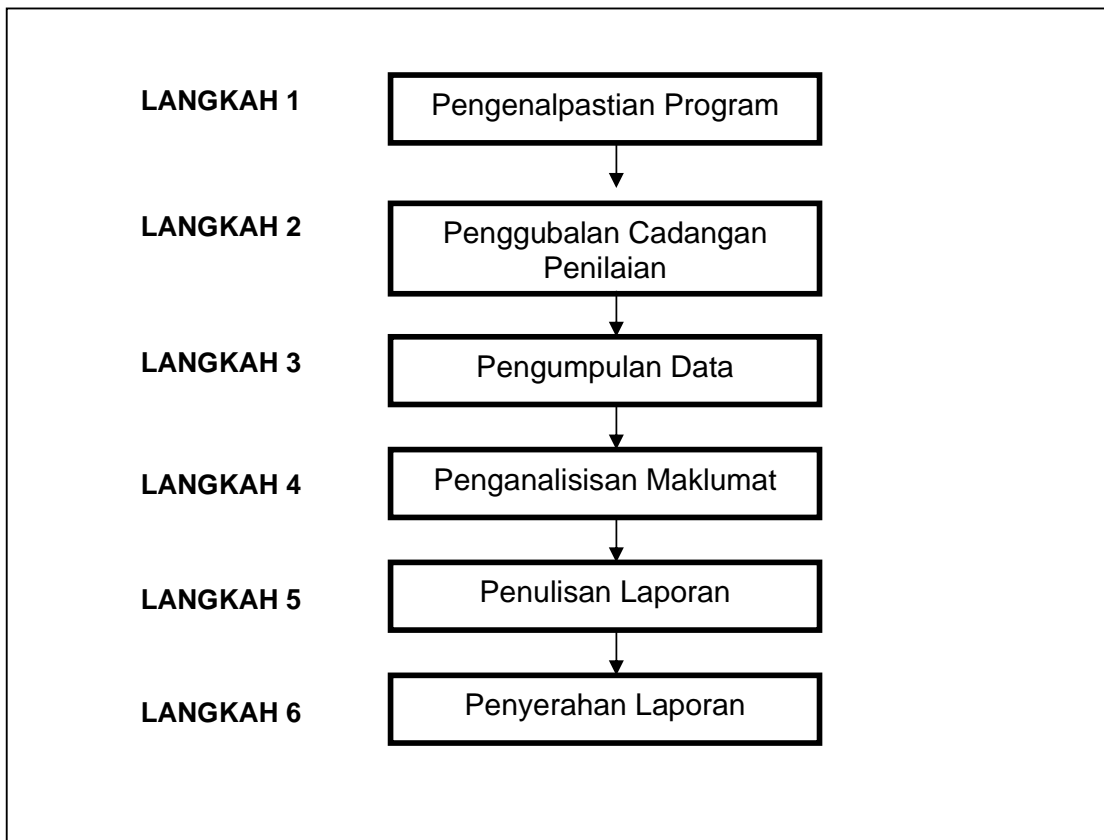 LANGKAH 1
Pengenalpastian Program
LANGKAH 2
Penggubalan Cadangan
Penilaian
LANGKAH 3
Pengumpulan Data
LANGKAH 4
Penganalisisan Maklumat
LANGKAH 5
Penulisan Laporan
LANGKAH 6
Penyerahan Laporan